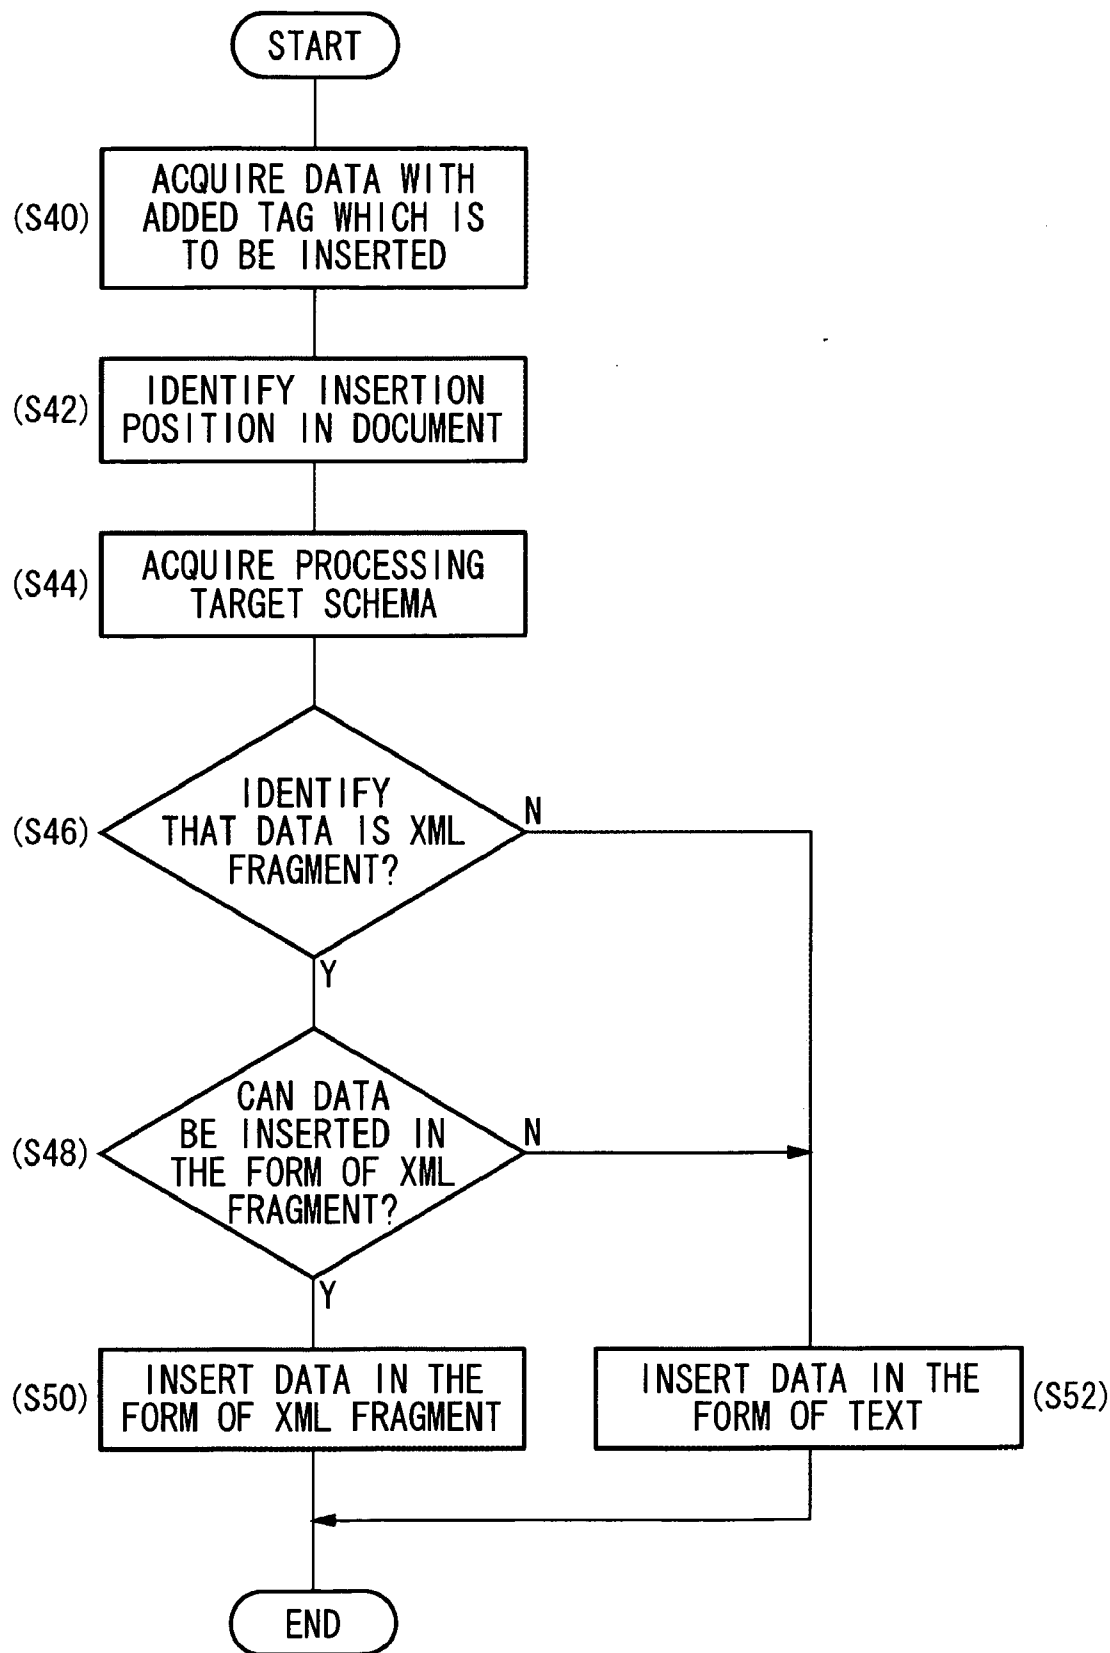 START
(S40)
ACQUIRE DATA WITH
ADDED TAG WHICH IS
TO BE INSERTED
(S42)
IDENTIFY INSERTION
POSITION IN DOCUMENT
(S44)
ACQUIRE PROCESSING
TARGET SCHEMA
(S46)
IDENTIFY
THAT DATA IS XML
FRAGMENT?
N
Y
(S48)
CAN DATA
BE INSERTED IN
THE FORM OF XML
FRAGMENT?
N
Y
(S50)
INSERT DATA IN THE
FORM OF XML FRAGMENT
INSERT DATA IN THE
FORM OF TEXT
(S52)
END